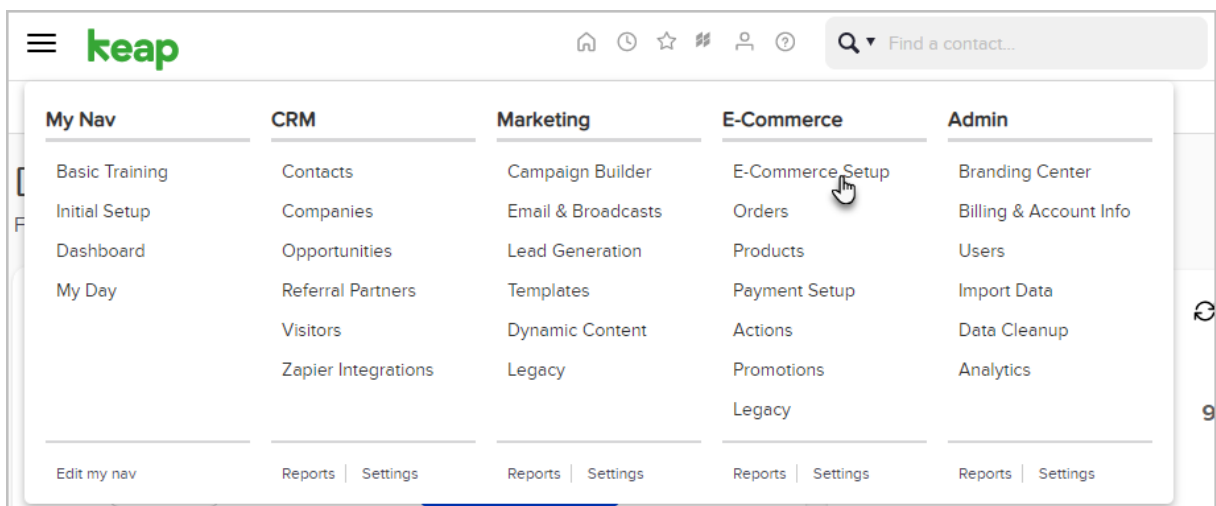 keap
Find a contact...
My Nav
Basic Training
Initial Setup
Dashboard
My Day
Edit my nav
CRM
Contacts
Companies
Opportunities
Referral Partners
Visitors
Zapier Integrations
Reports | Settings
Marketing
Campaign Builder
Email & Broadcasts
Lead Generation
Templates
Dynamic Content
Legacy
Reports | Settings
E-Commerce
E-Commerce Setup
Orders
Products
Payment Setup
Actions
Promotions
Legacy
Reports | Settings
Admin
Branding Center
Billing & Account Info
Users
Import Data
Data Cleanup
Analytics
Reports | Settings
9